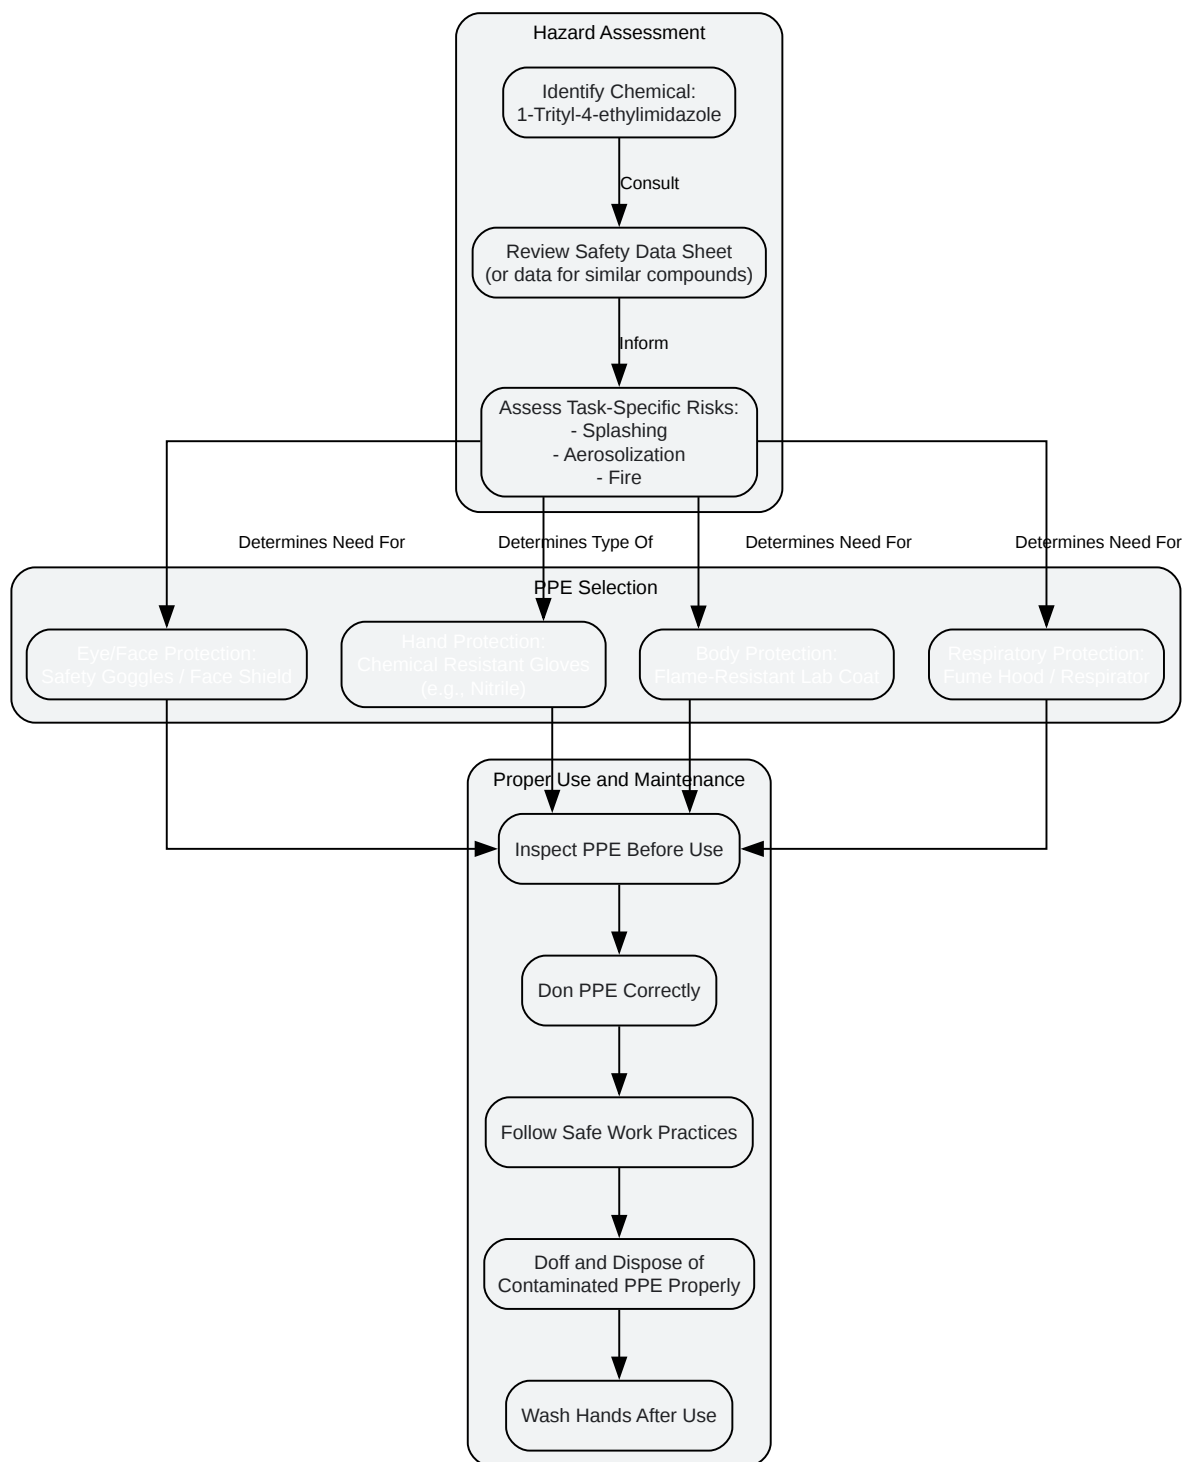 Hazard Assessment
Identify Chemical:
1-Trityl-4-ethylimidazole
Consult
Review Safety Data Sheet
(or data for similar compounds)
Inform
Assess Task-Specific Risks:
- Splashing
- Aerosolization
- Fire
Determines Need For
Determines Type Of
Determines Need For
Determines Need For
PPE Selection
Eye/Face Protection:
Safety Goggles / Face Shield
Hand Protection:
Chemical Resistant Gloves
(e.g., Nitrile)
Body Protection:
Flame-Resistant Lab Coat
Respiratory Protection:
Fume Hood / Respirator
Proper Use and Maintenance
Inspect PPE Before Use
Don PPE Correctly
Follow Safe Work Practices
Doff and Dispose of
Contaminated PPE Properly
Wash Hands After Use